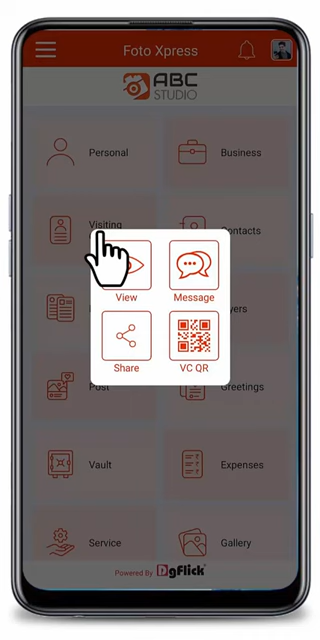 Foto Xpress
ABC
STUDIO
Personal
Business
Visiting
Contacts
View
Message
Share
VC QR
Post
Greetings
Vault
Expenses
Service
Gallery
Powered By DgFlick